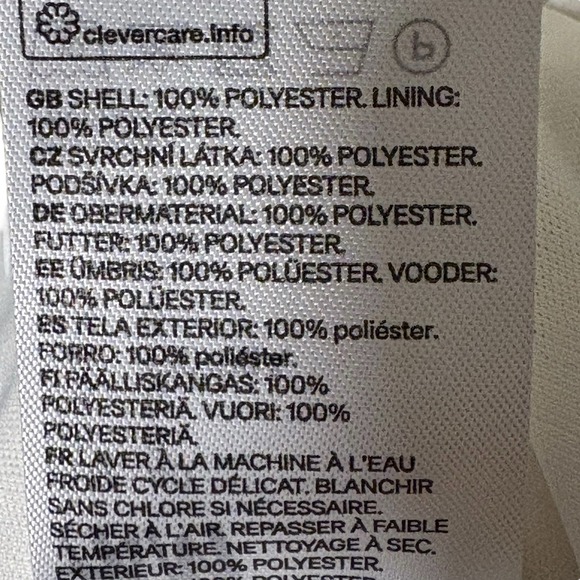 clevercare.info
b
GB SHELL: 100% POLYESTER. LINING:
100% POLYESTER.
CZ SVRCHNÍ LÁTKA: 100% POLYESTER.
PODŠÍVKA: 100% POLYESTER.
DE OBERMATERIAL: 100% POLYESTER.
FUTTER: 100% POLYESTER
EE ÜMBRIS: 100% POLÜESTER. VOODER:
100% POLÜESTER.
ES TELA EXTERIOR: 100% poliéster.
FORRO: 100% poliéster.
FI PÄÄLLISKANGAS: 100%
POLYESTERIÄ. VUORI: 100%
POLYESTERIÄ.
FR LAVER À LA MACHINE À L'EAU
FROIDE CYCLE DÉLICAT. BLANCHIR
SANS CHLORE SI NÉCESSAIRE.
SÉCHER À L'AIR. REPASSER À FAIBLE
TEMPÉRATURE. NETTOYAGE À SEC.
EXTERIEUR: 100% POLYESTER.
100% POLYESTER